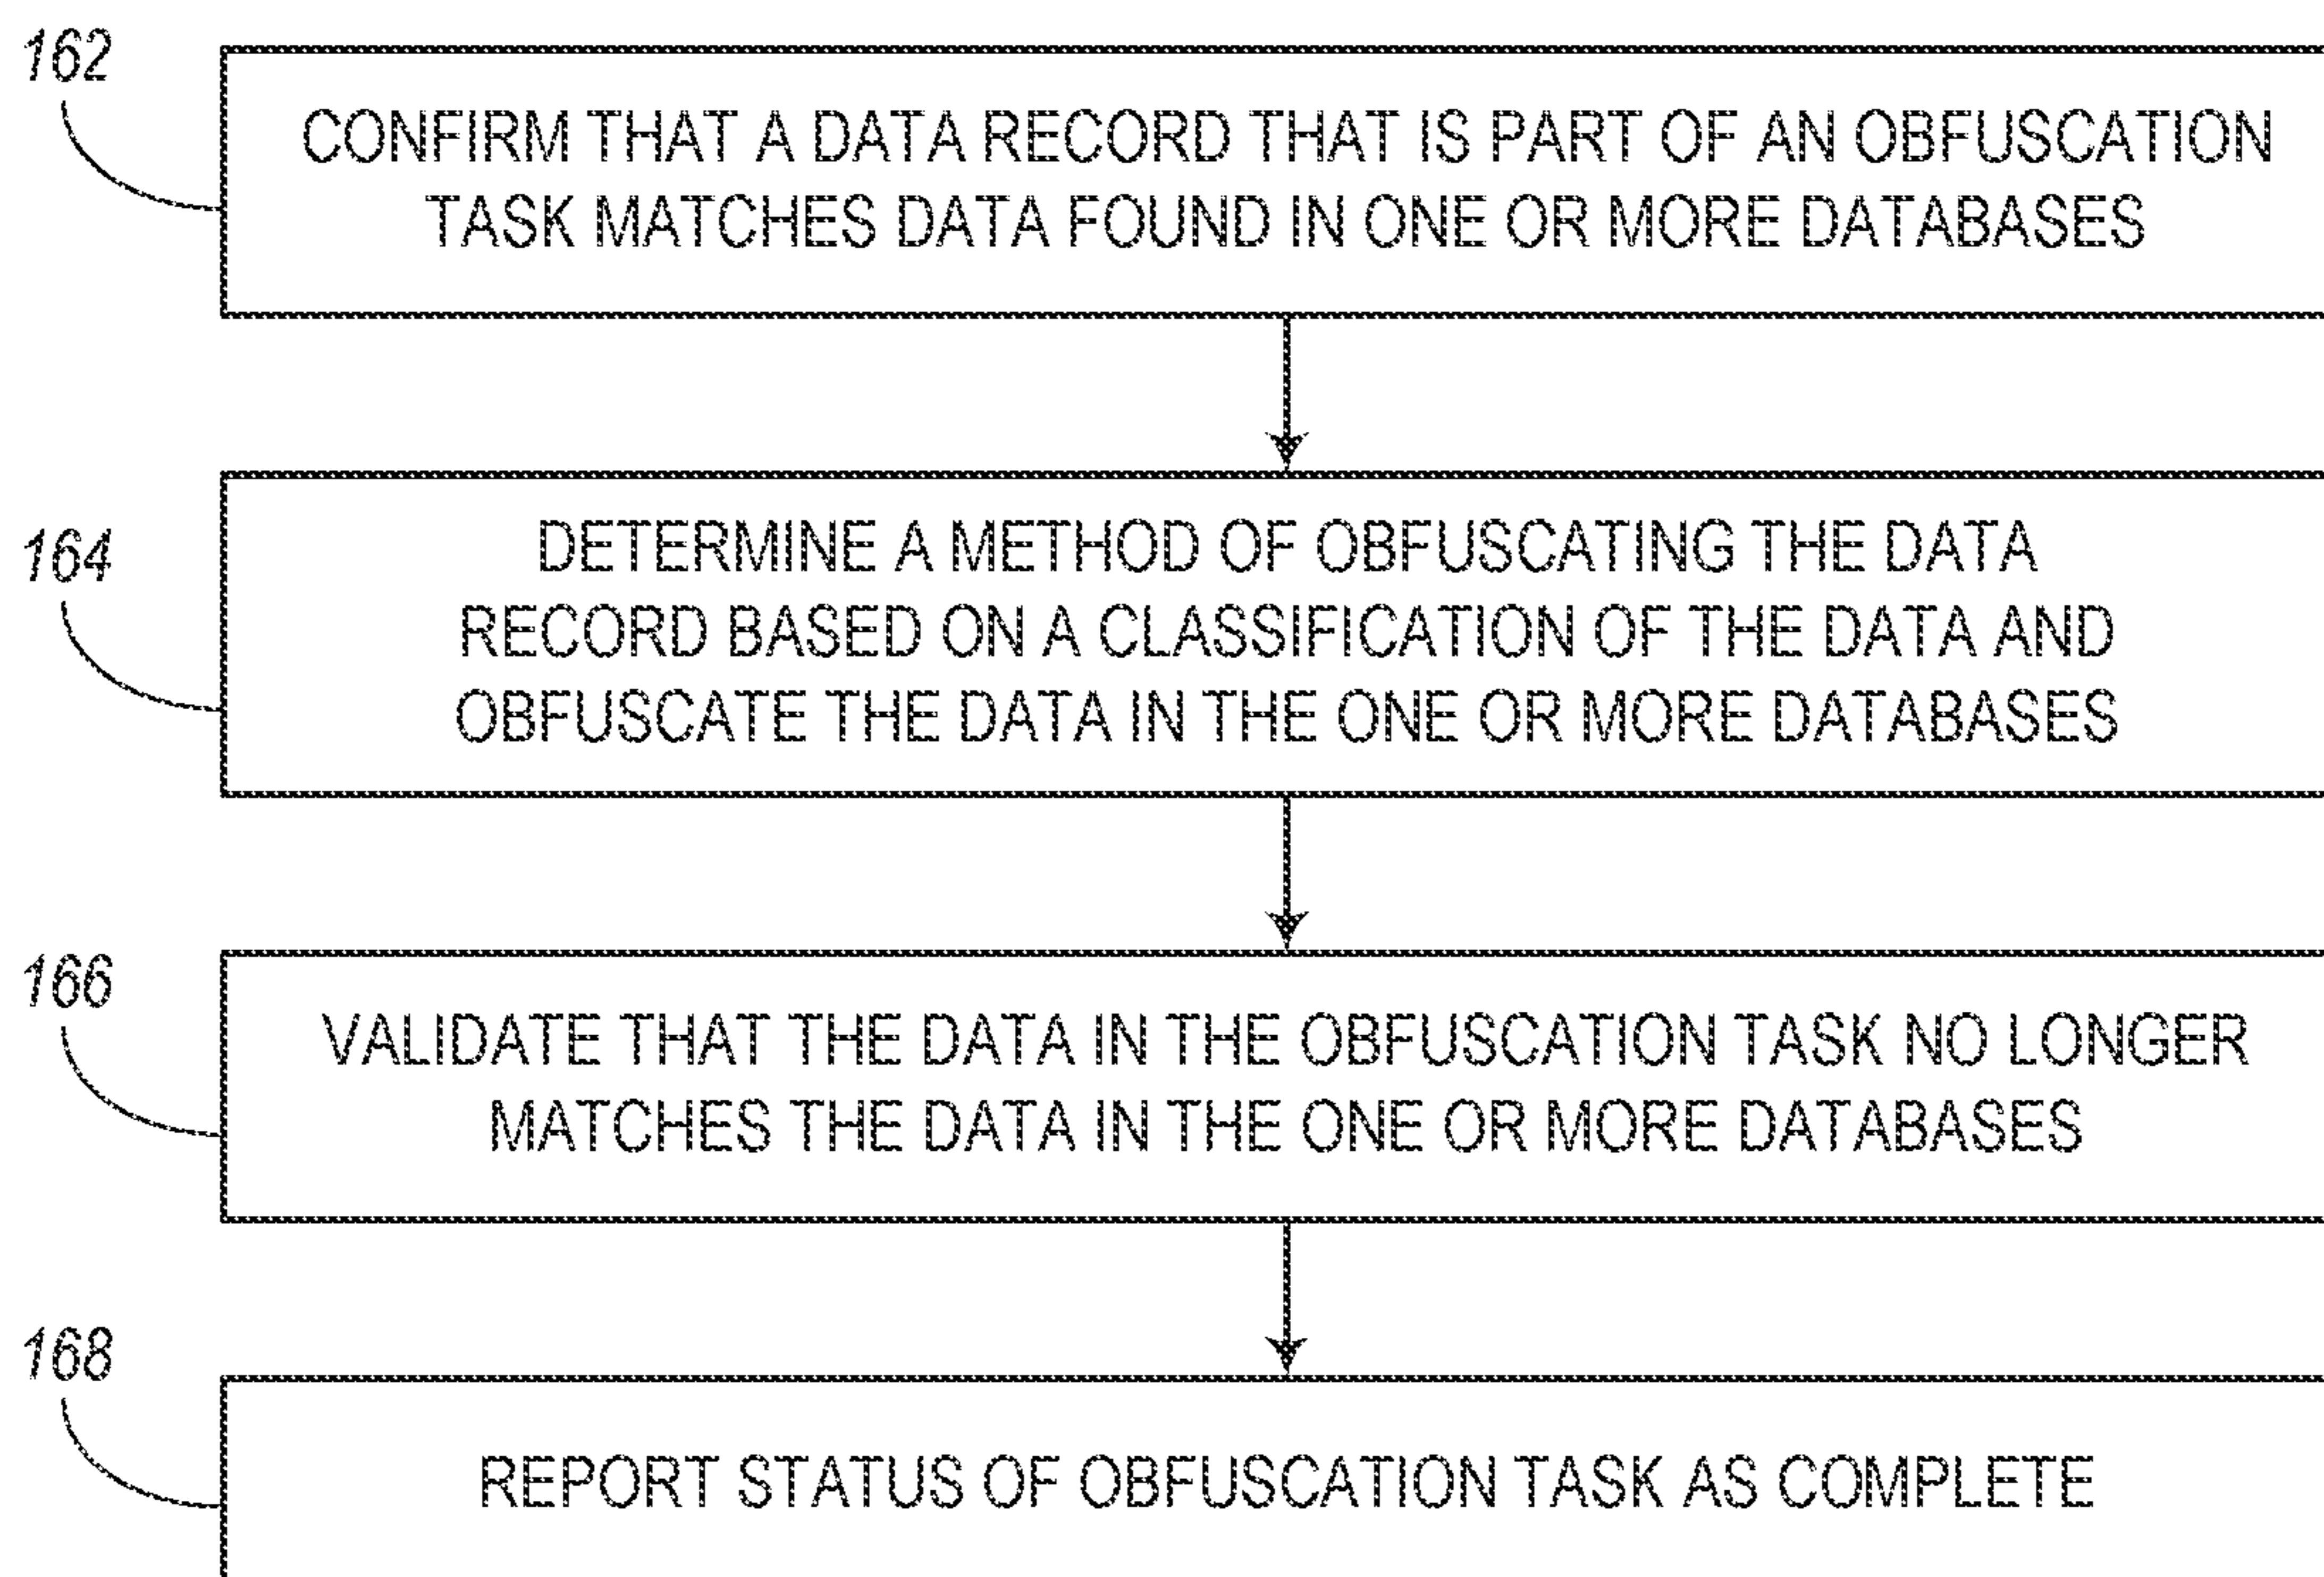 162
CONFIRM THAT A DATA RECORD THAT IS PART OF AN OBFUSCATION
TASK MATCHES DATA FOUND IN ONE OR MORE DATABASES
164
DETERMINE A METHOD OF OBFUSCATING THE DATA
RECORD BASED ON A CLASSIFICATION OF THE DATA AND
OBFUSCATE THE DATA IN THE ONE OR MORE DATABASES
166
VALIDATE THAT THE DATA IN THE OBFUSCATION TASK NO LONGER
MATCHES THE DATA IN THE ONE OR MORE DATABASES
168
REPORT STATUS OF OBFUSCATION TASK AS COMPLETE